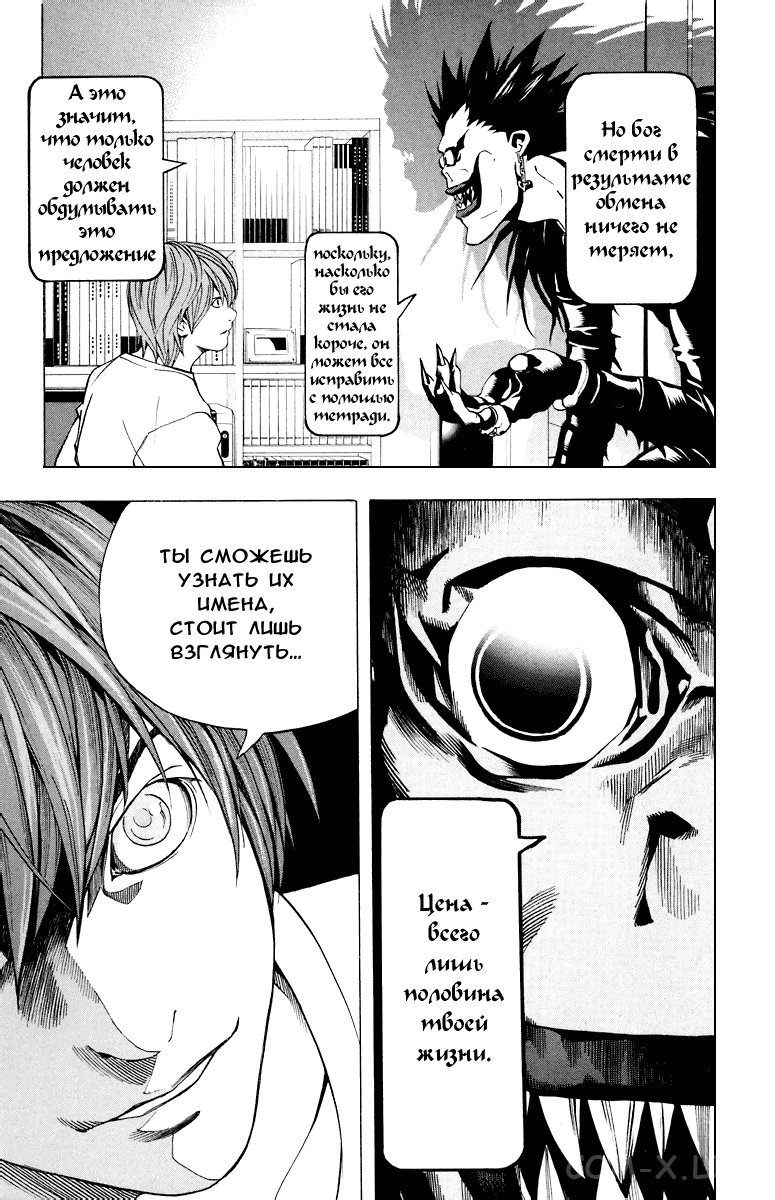 Но бог
смерти в
результате
обмена
ничего не
теряет,
поскольку,
насколько
бы его
жизнь не
стала
короче, он
может все
исправить
с помощью
тетради.
А это
значит,
что только
человек
должен
обдумывать
это
предложение
Цена -
всего
лишь
половина
твоей
жизни.
ТЫ СМОЖЕШЬ
УЗНАТЬ ИХ
ИМЕНА,
СТОИТ ЛИШЬ
ВЗГЛЯНУТЬ...